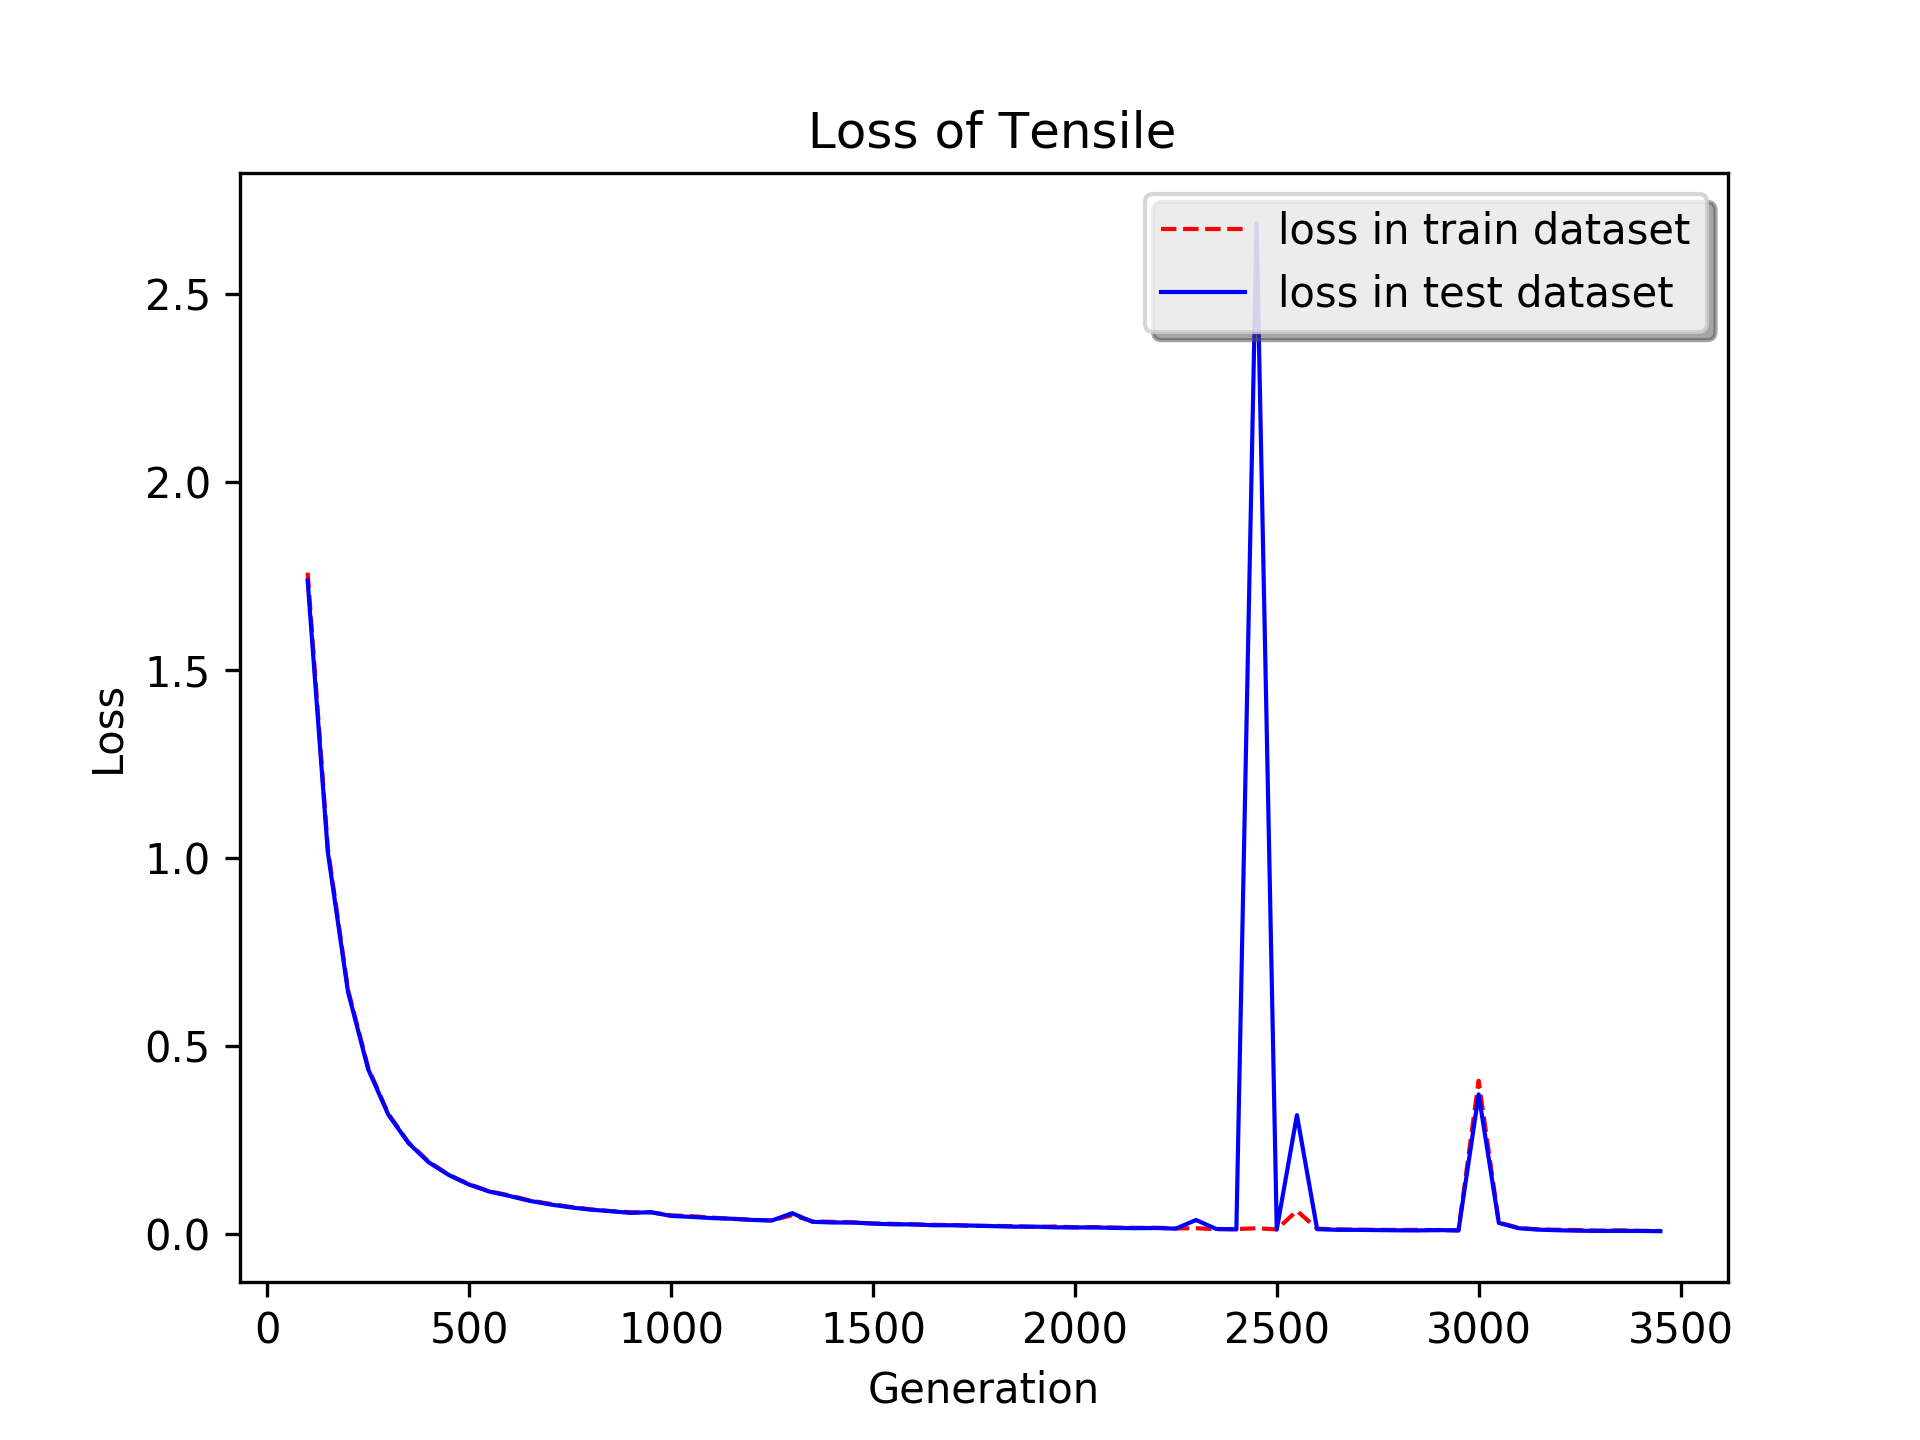 Loss of Tensile
loss in train dataset
loss in test dataset
2.5
2.0
1.5
1.0
0.5
0.0
Loss
0 500 1000 1500 2000 2500 3000 3500
Generation